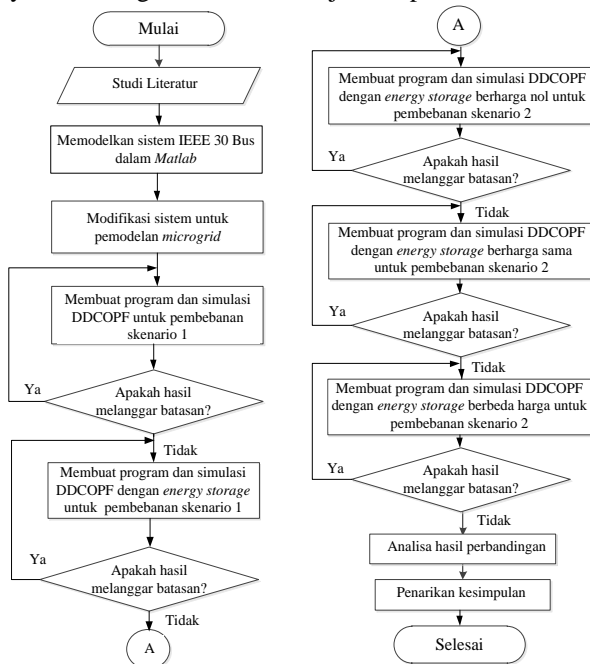 Mulai
Studi Literatur
Memodelkan sistem IEEE 30 Bus
dalam Matlab
Modifikasi sistem untuk
pemodelan microgrid
Membuat program dan simulasi
DDCOPF untuk pembebanan
skenario 1
Ya
Apakah hasil
melanggar batasan?
Tidak
Membuat program dan simulasi
DDCOPF dengan energy storage
untuk pembebanan skenario 1
Ya
Apakah hasil
melanggar batasan?
Tidak
A
A
Membuat program dan simulasi DDCOPF
dengan energy storage berharga nol untuk
pembebanan skenario 2
Ya
Apakah hasil
melanggar batasan?
Tidak
Membuat program dan simulasi DDCOPF
dengan energy storage berharga sama
untuk pembebanan skenario 2
Ya
Apakah hasil
melanggar batasan?
Tidak
Membuat program dan simulasi DDCOPF
dengan energy storage berbeda harga untuk
pembebanan skenario 2
Ya
Apakah hasil
melanggar batasan?
Tidak
Analisa hasil perbandingan
Penarikan kesimpulan
Selesai